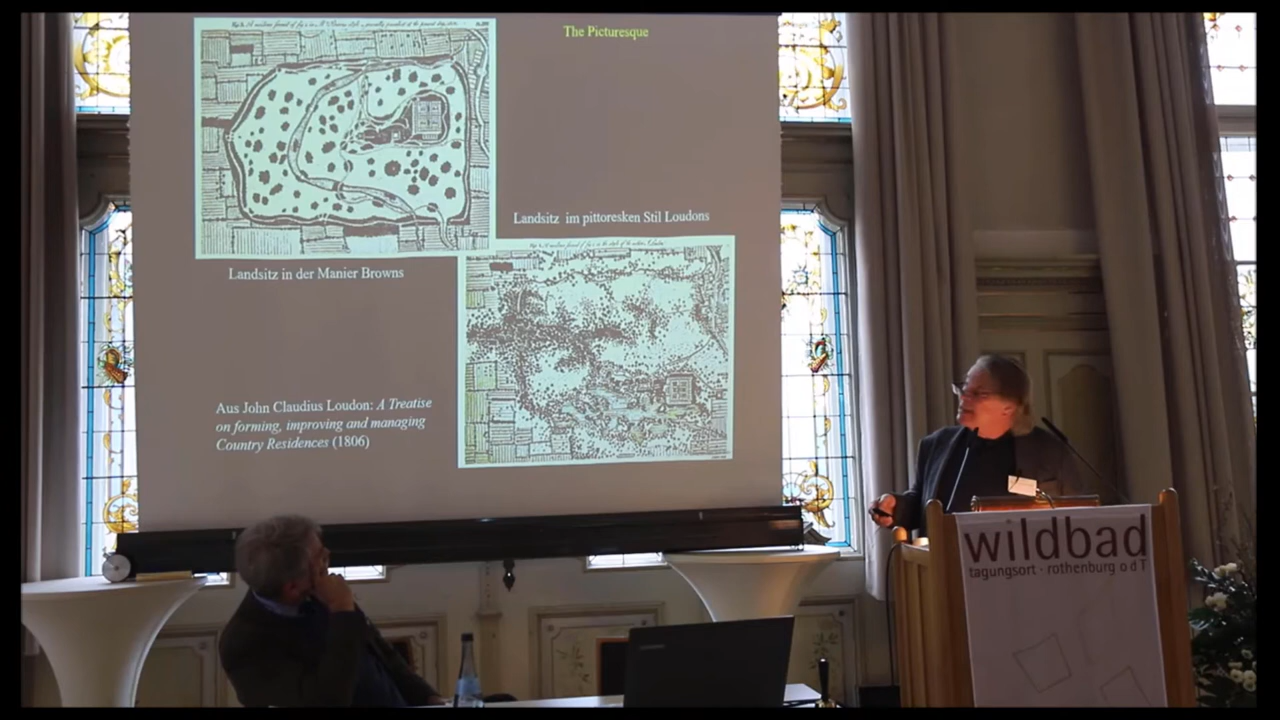 The Picturesque
Landsitz im pittoresken Stil Loudons
Landsitz in der Manier Browns
Aus John Claudius Loudon: A Treatise
on forming, improving and managing
Country Residences (1806)
wildbad
tagungsort · rothenburg o d T